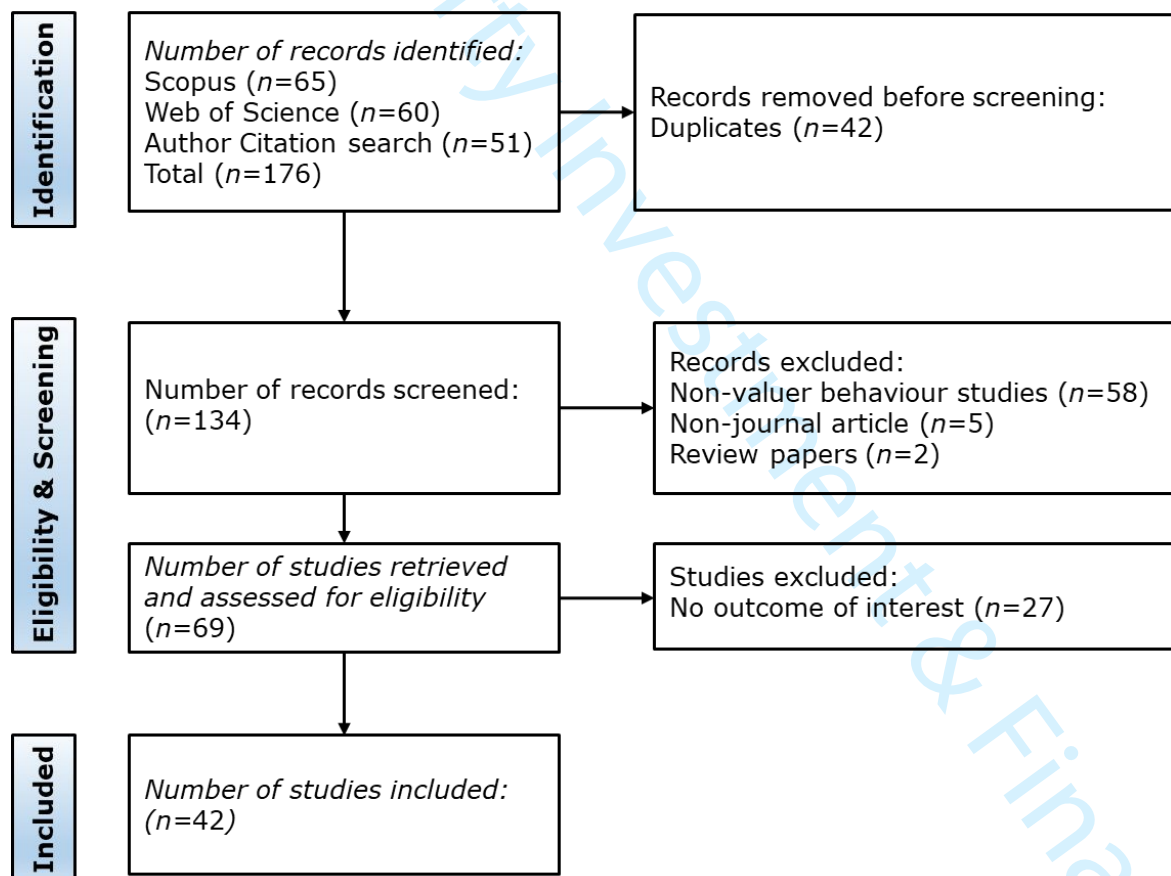 Identification
Number of records identified:
Scopus (n=65)
Web of Science (n=60)
Author Citation search (n=51)
Total (n=176)
Records removed before screening:
Duplicates (n=42)
Eligibility & Screening
Number of records screened:
(n=134)
Records excluded:
Non-valuer behaviour studies (n=58)
Non-journal article (n=5)
Review papers (n=2)
Number of studies retrieved
and assessed for eligibility
(n=69)
Studies excluded:
No outcome of interest (n=27)
Included
Number of studies included:
(n=42)
Investment &